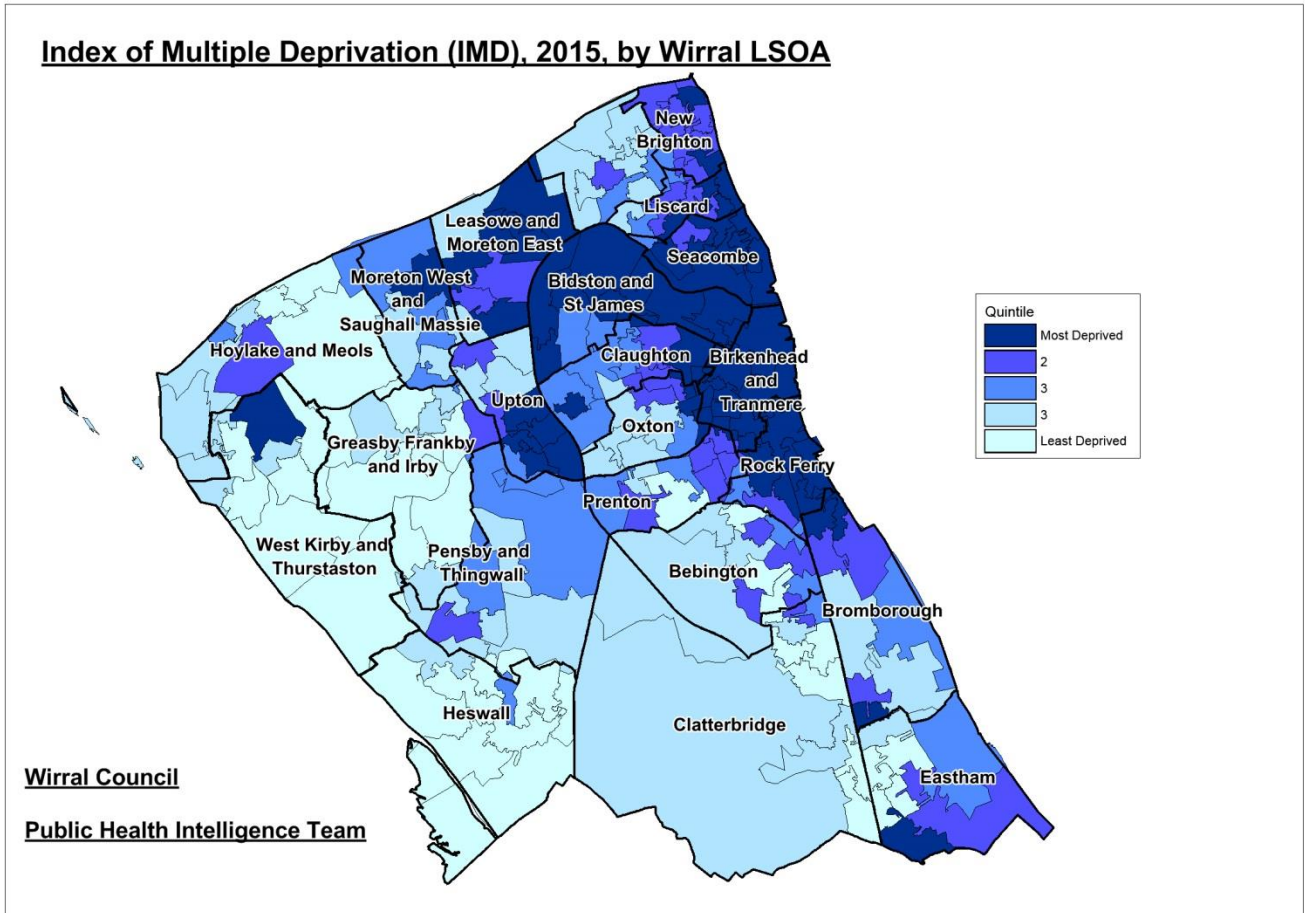 Index of Multiple Deprivation (IMD), 2015, by Wirral LSOA
New
Brighton
Liscard
Leasowe and
Moreton East
Seacombe
Moreton West
and
Saughall Massie
Bidston and
St James
Hoylake and Meols
Claughton
Birkenhead
and
Tranmere
Upton
Oxton
Greasby Frankby
and Irby
Rock Ferry
Prenton
West Kirby and
Thurstaston
Pensby and
Thingwall
Bebington
Bromborough
Heswall
Clatterbridge
Eastham
Quintile
Most Deprived
2
3
3
Least Deprived
Wirral Council
Public Health Intelligence Team